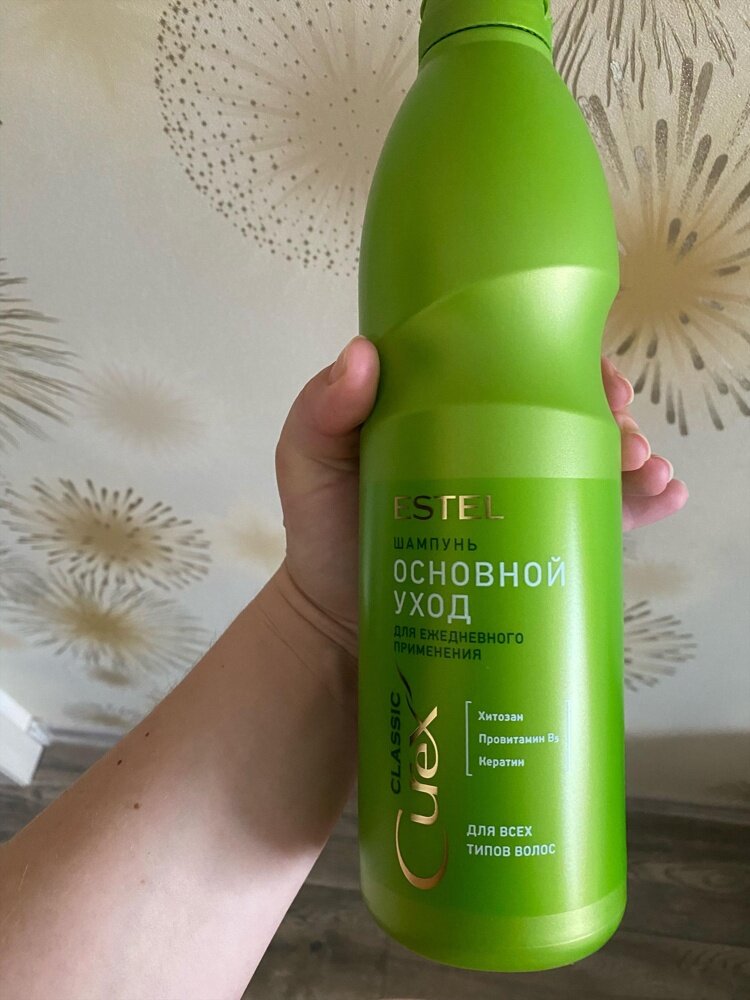 ESTEL
ШАМПУНЬ
ОСНОВНОЙ
УХОД
ДЛЯ ЕЖЕДНЕВНОГО
ПРИМЕНЕНИЯ
CLASSIC
Curex
Хитозан
Провитамин B₅
Кератин
ДЛЯ ВСЕХ
ТИПОВ ВОЛОС